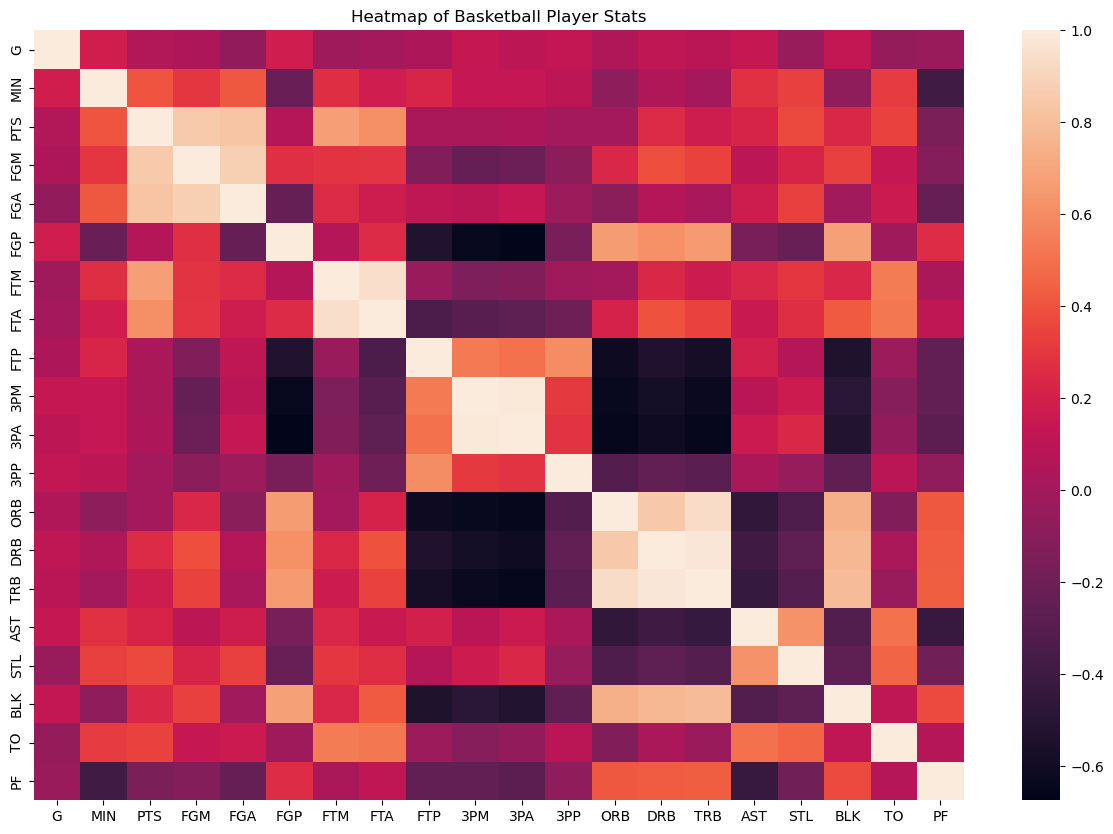 Heatmap of Basketball Player Stats
G
MIN
PTS
FGM
FGA
FGP
FTM
FTA
FTP
3PM
3PA
3PP
ORB
DRB
TRB
AST
STL
BLK
TO
PF
G MIN PTS FGM FGA FGP FTM FTA FTP 3PM 3PA 3PP ORB DRB TRB AST STL BLK TO PF
1.0
0.8
0.6
0.4
0.2
0.0
−0.2
−0.4
−0.6